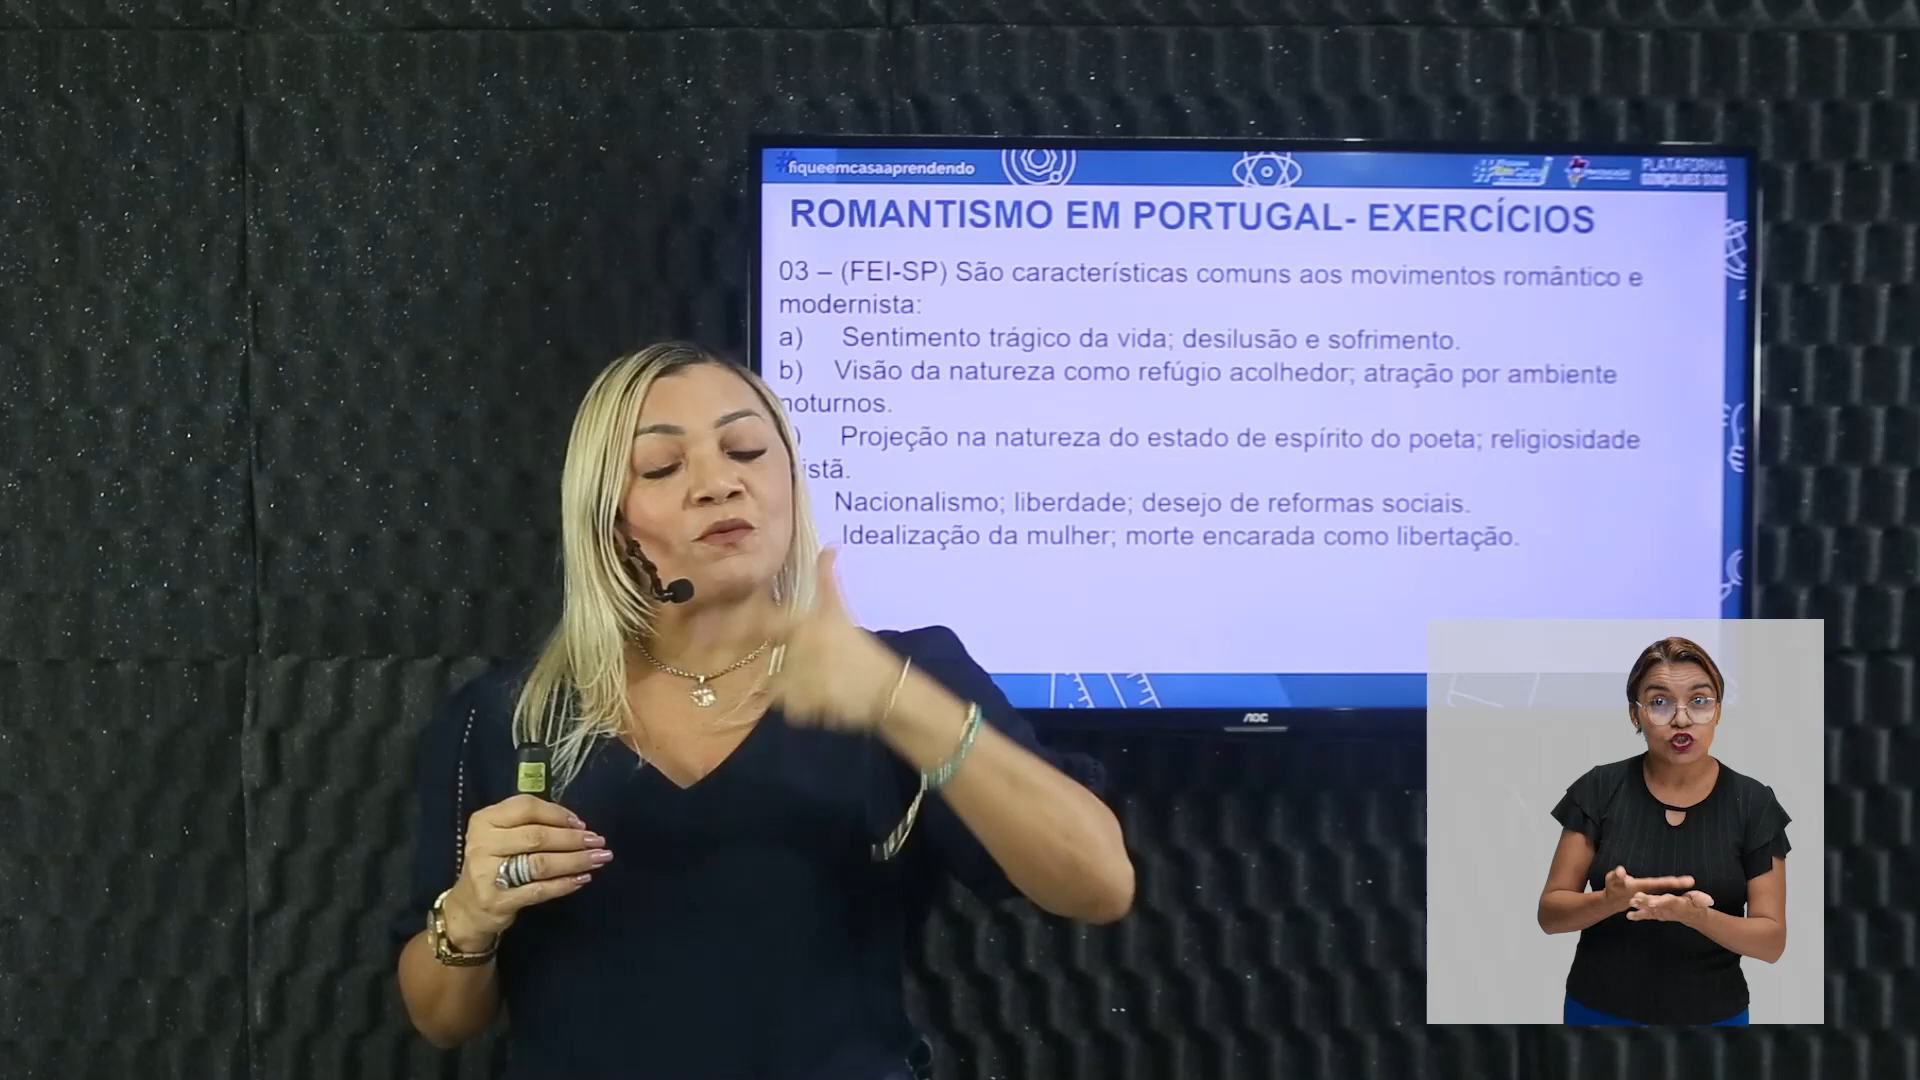 #fiqueemcasaaprendendo
PLATAFORMA
GONÇALVES DIAS
ROMANTISMO EM PORTUGAL- EXERCÍCIOS
03 – (FEI-SP) São características comuns aos movimentos romântico e
modernista:
a) Sentimento trágico da vida; desilusão e sofrimento.
b) Visão da natureza como refúgio acolhedor; atração por ambiente
noturnos.
) Projeção na natureza do estado de espírito do poeta; religiosidade
istã.
Nacionalismo; liberdade; desejo de reformas sociais.
Idealização da mulher; morte encarada como libertação.
AOC